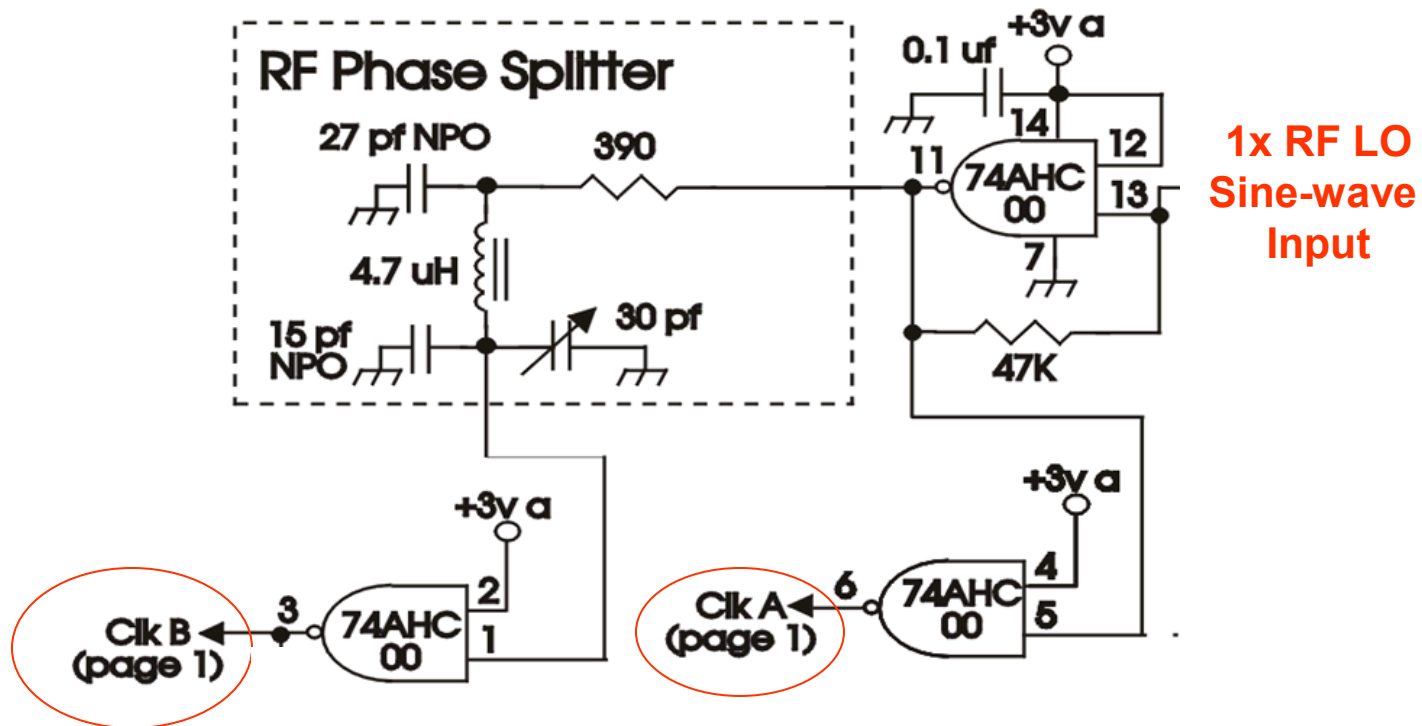 RF Phase Splitter
27 pf NPO
390
4.7 uH
15 pf
NPO
30 pf
0.1 uf
+3v a
14
12
11
74AHC
00
13
7
47K
1x RF LO
Sine-wave
Input
+3v a
2
3
74AHC
00
1
Clk B
(page 1)
+3v a
4
6
74AHC
00
5
Clk A
(page 1)